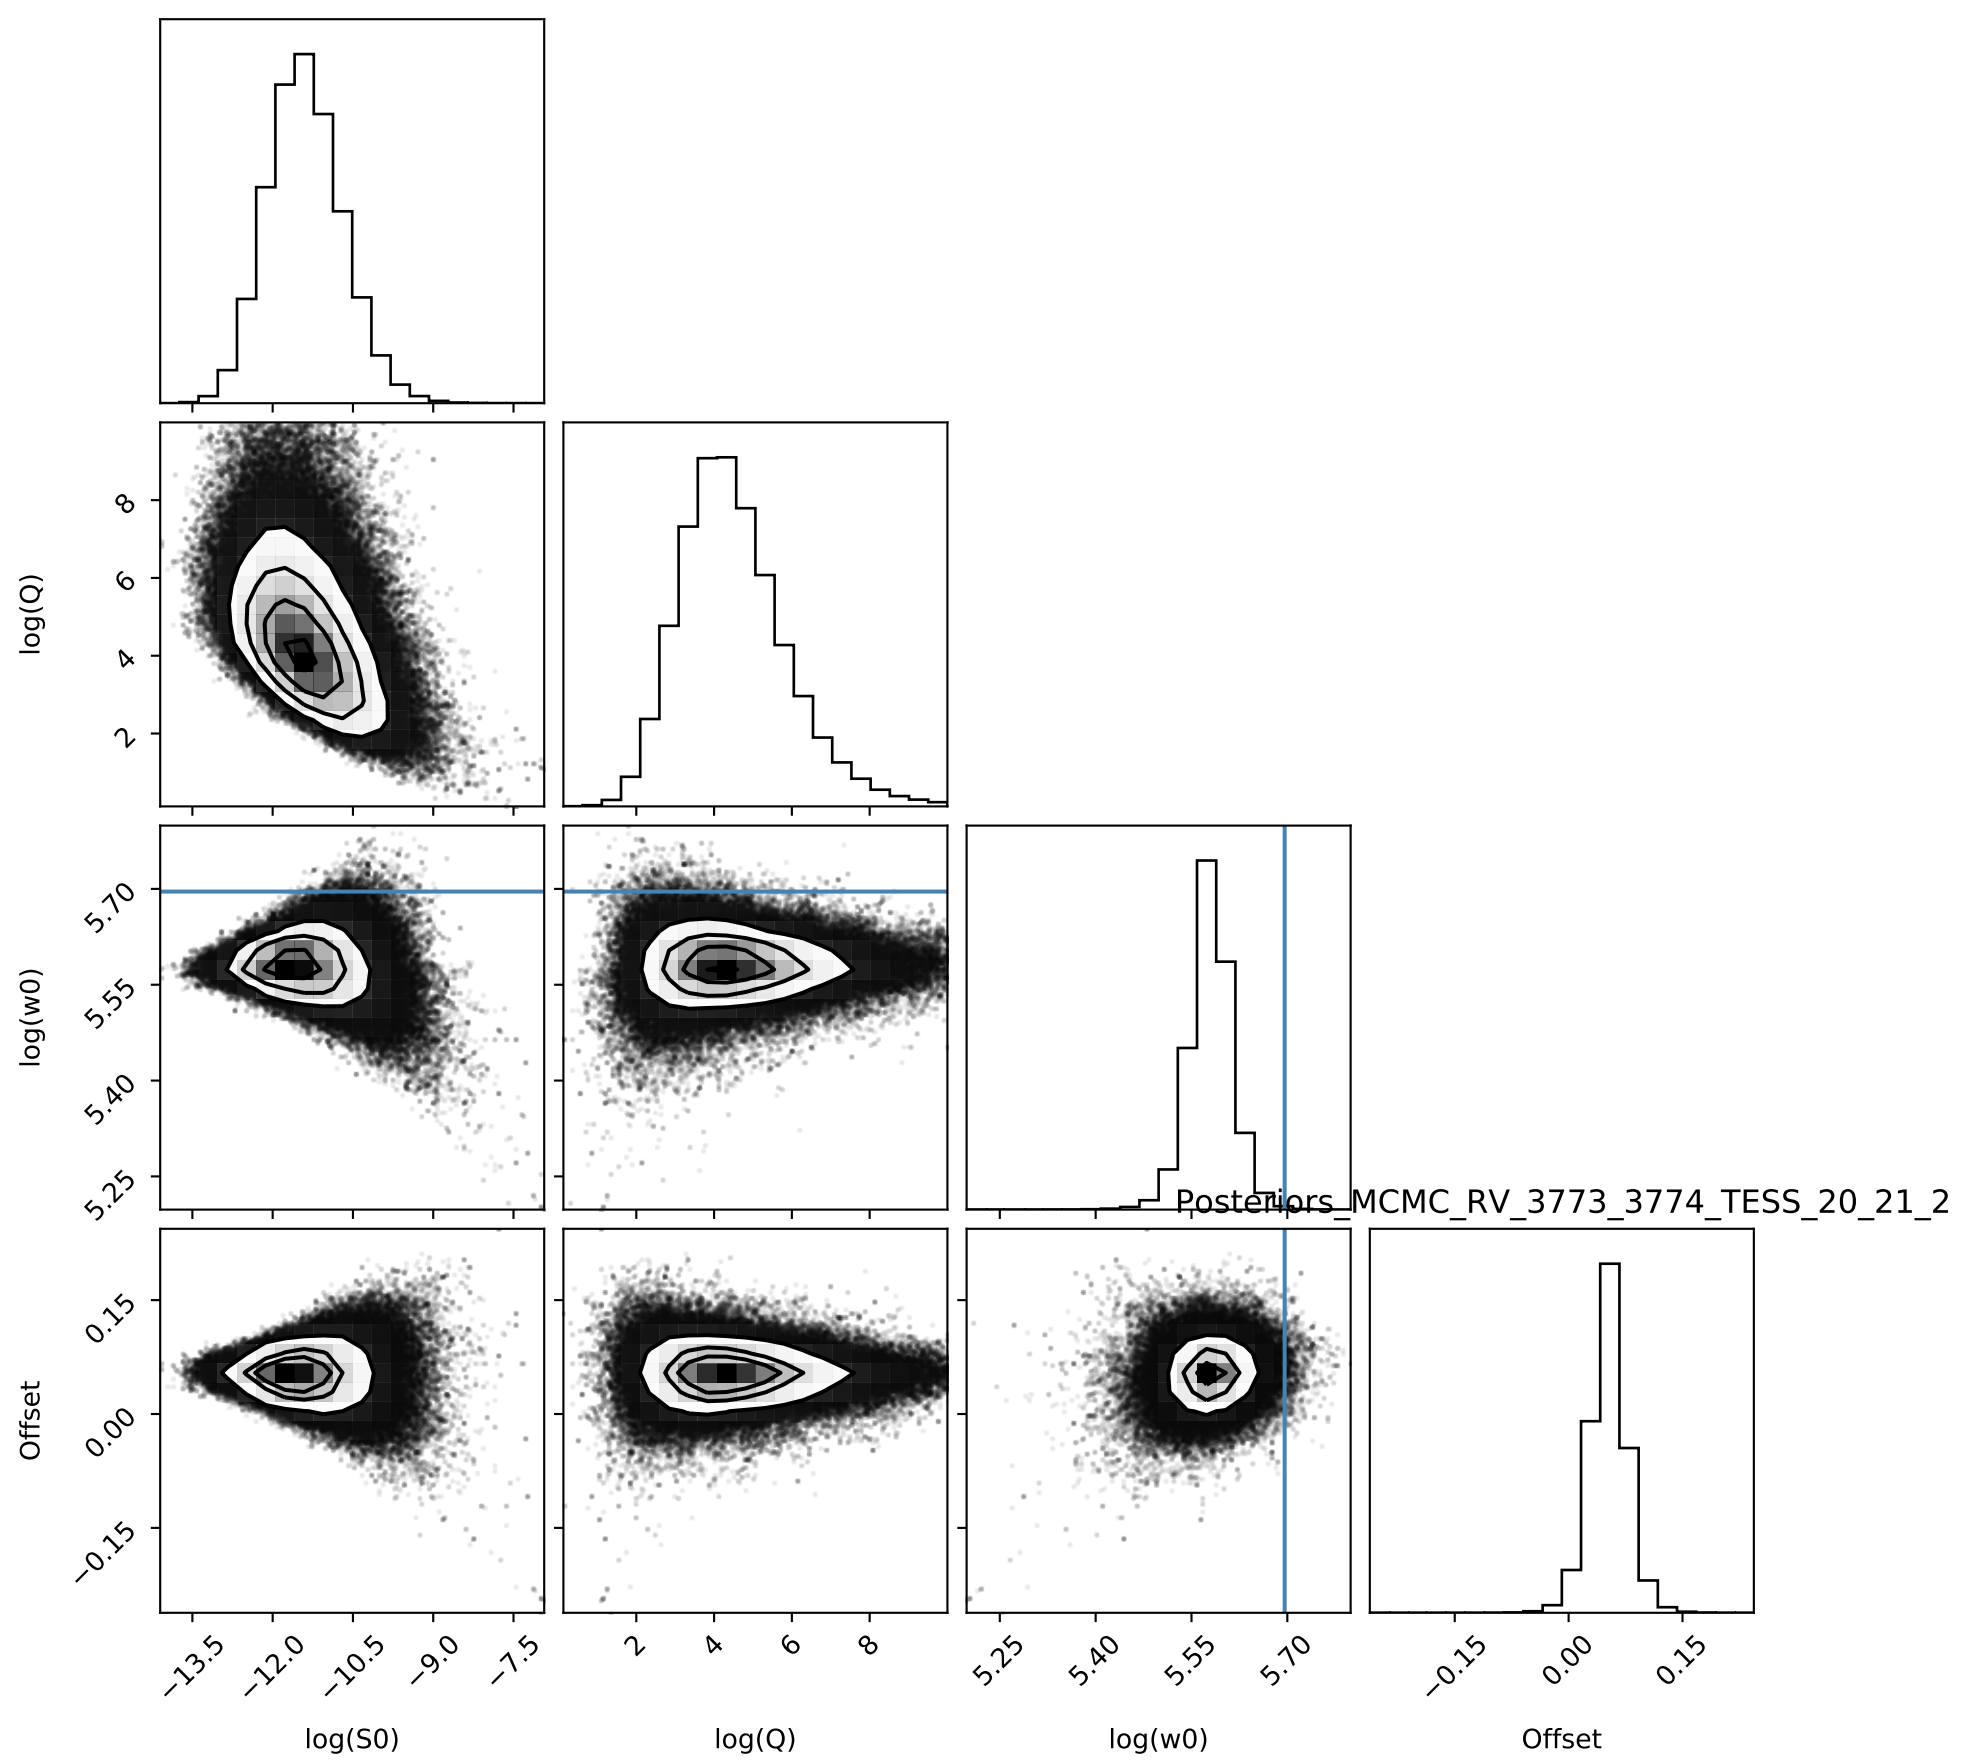 log(Q)
8
6
4
2
log(w0)
5.70
5.55
5.40
5.25
Posteriors_MCMC_RV_3773_3774_TESS_20_21_2
Offset
0.15
0.00
−0.15
−13.5 −12.0 −10.5 −9.0 −7.5 2 4 6 8 5.25 5.40 5.55 5.70 −0.15 0.00 0.15
log(S0) log(Q) log(w0) Offset